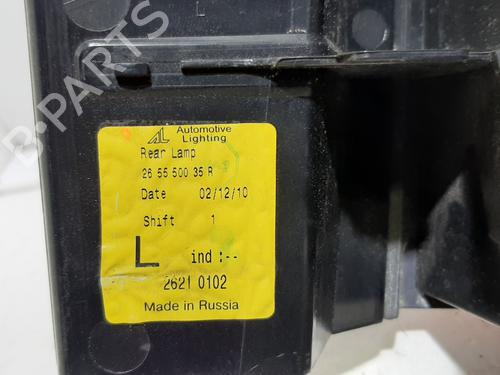 B-PARTS
AL Automotive
Lighting
Rear Lamp
26 55 500 35 R
Date 02/12/10
Shift 1
L ind :--
2621 0102
Made in Russia